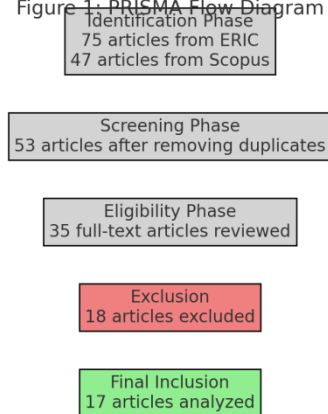 Figure 1: PRISMA Flow Diagram
Identification Phase
75 articles from ERIC
47 articles from Scopus
Screening Phase
53 articles after removing duplicates
Eligibility Phase
35 full-text articles reviewed
Exclusion
18 articles excluded
Final Inclusion
17 articles analyzed